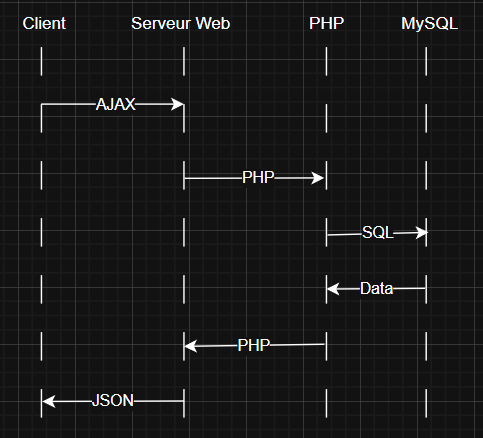 Client Serveur Web PHP MySQL
AJAX
PHP
SQL
Data
PHP
JSON